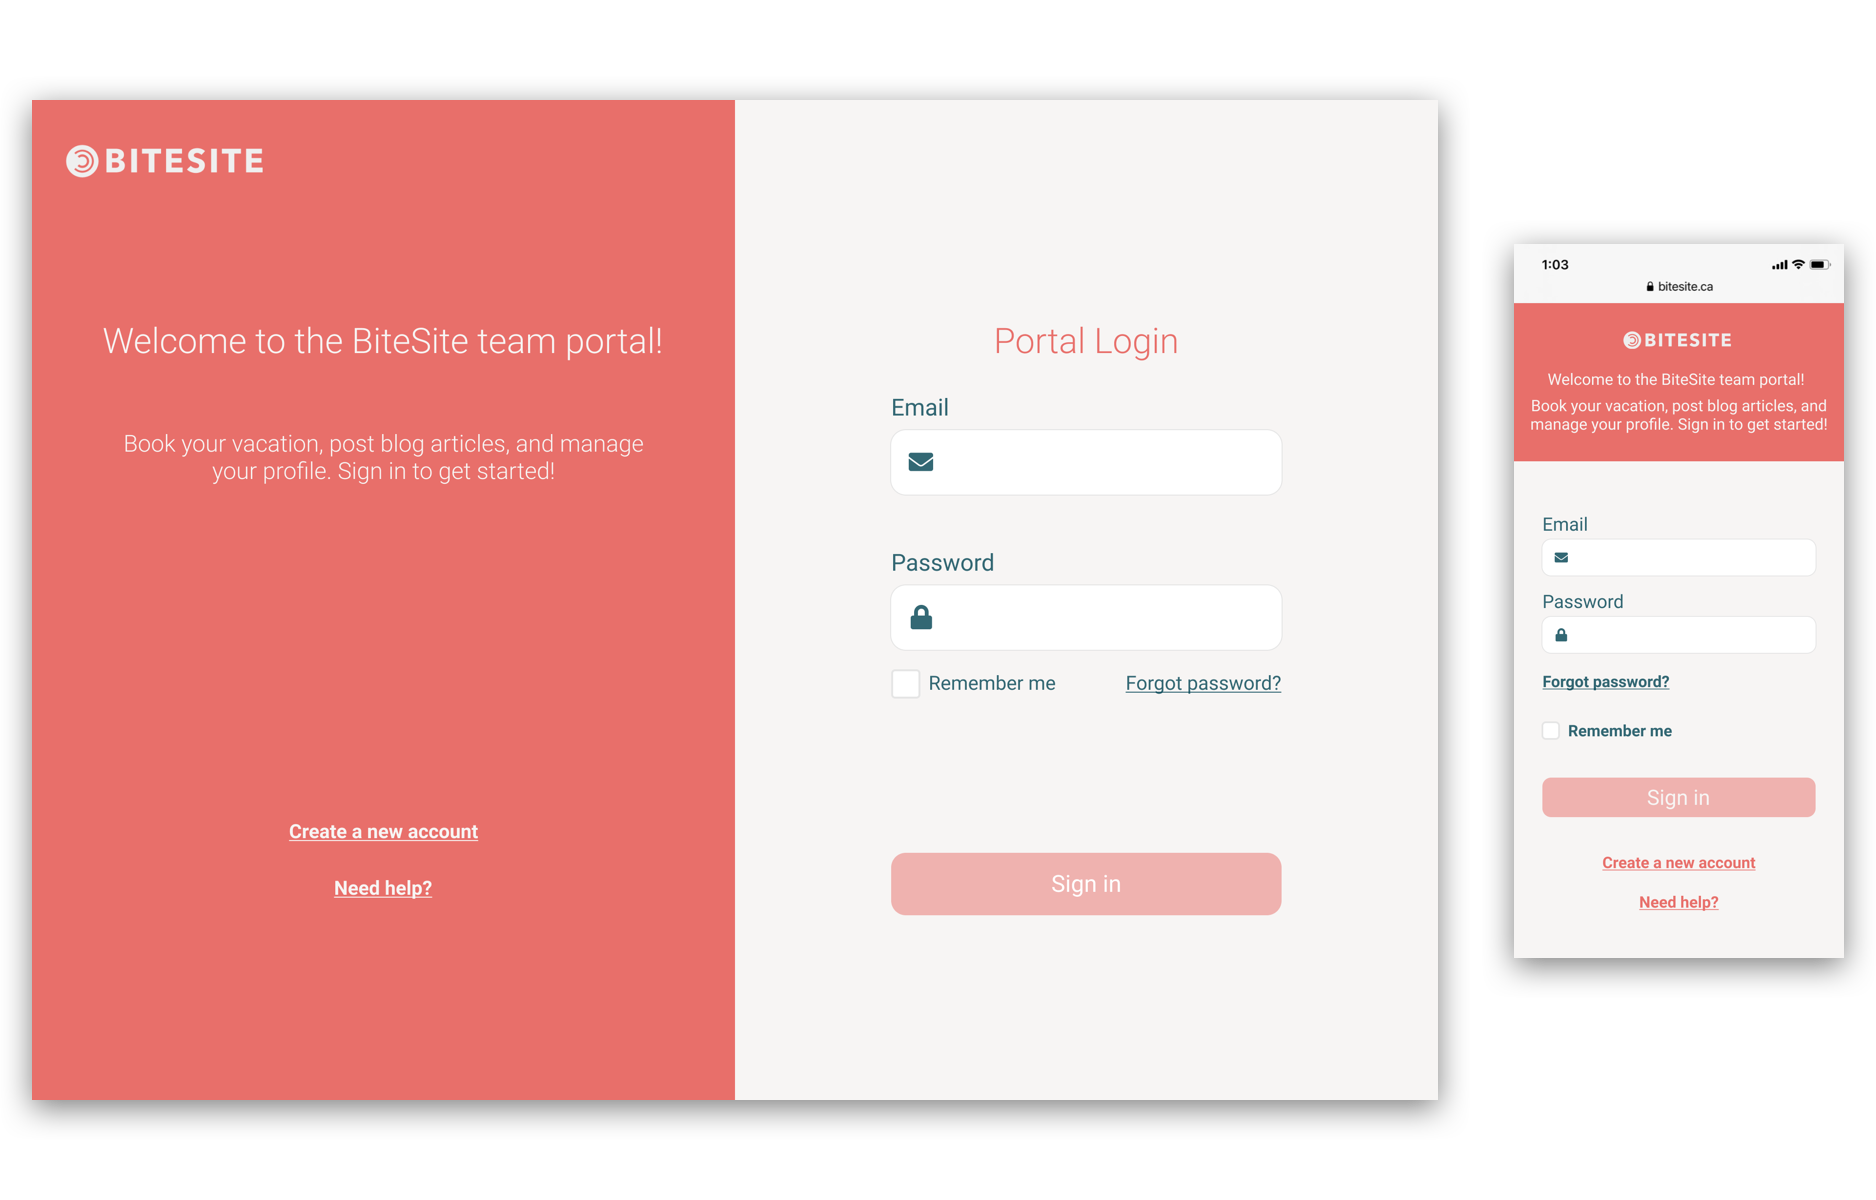 BITESITE
Welcome to the BiteSite team portal!
Book your vacation, post blog articles, and manage
your profile. Sign in to get started!
Create a new account
Need help?
Portal Login
Email
Password
Remember me
Forgot password?
Sign in
1:03
bitesite.ca
BITESITE
Welcome to the BiteSite team portal!
Book your vacation, post blog articles, and
manage your profile. Sign in to get started!
Email
Password
Forgot password?
Remember me
Sign in
Create a new account
Need help?